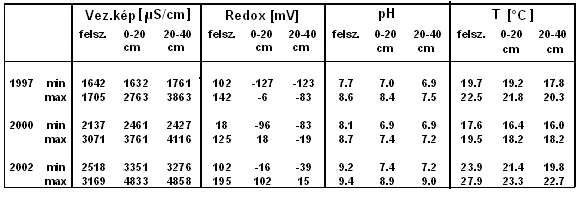 Vez.kép [µS/cm] Redox [mV] pH T [°C]
felsz. 0-20 20-40 felsz. 0-20 20-40 felsz. 0-20 20-40 felsz. 0-20 20-40
cm cm cm cm cm cm cm cm
1997 min 1642 1632 1761 102 -127 -123 7.7 7.0 6.9 19.7 19.2 17.8
max 1705 2763 3863 142 -6 -83 8.6 8.4 7.5 22.5 21.8 20.3
2000 min 2137 2461 2427 18 -96 -83 8.1 6.9 6.9 17.6 16.4 16.0
max 3071 3761 4116 125 18 -19 8.7 7.4 7.2 19.5 18.2 18.2
2002 min 2518 3351 3276 102 -16 -39 9.2 7.4 7.2 23.9 21.4 19.8
max 3169 4833 4858 195 102 15 9.4 8.9 9.0 27.9 23.3 22.7